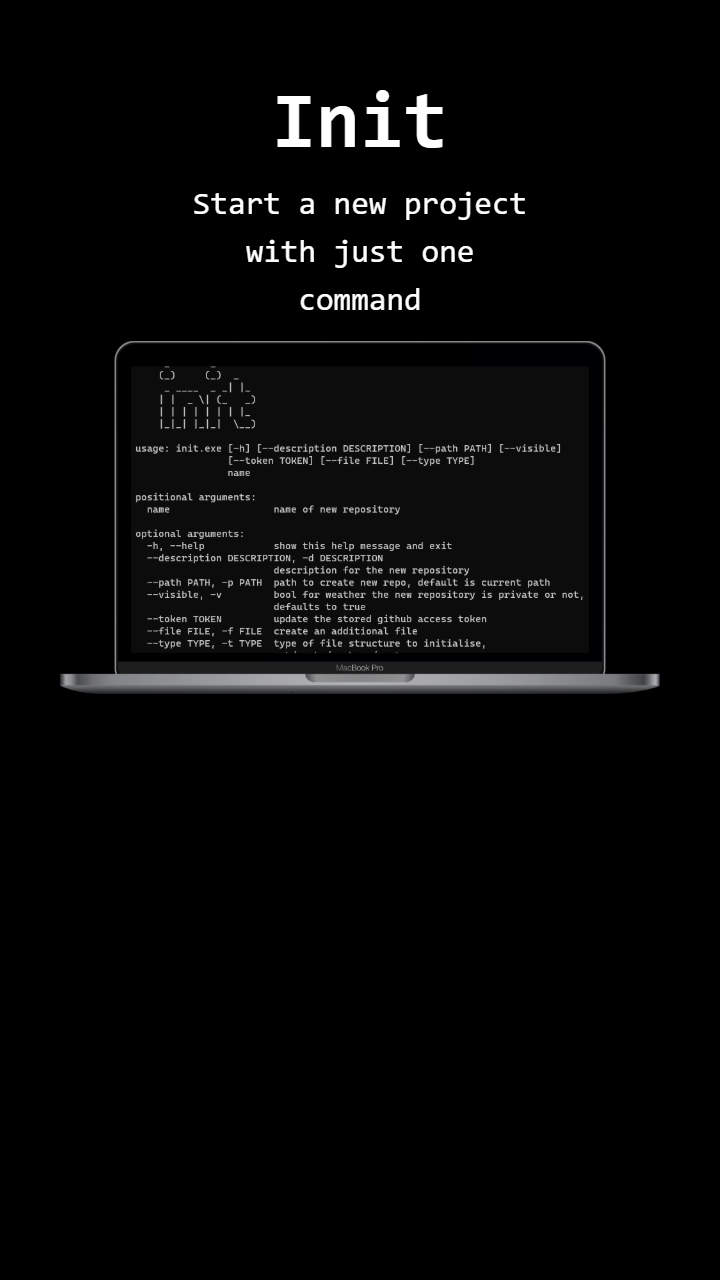 Init
Start a new project
with just one
command
usage: init.exe [-h] [--description DESCRIPTION] [--path PATH] [--visible]
[--token TOKEN] [--file FILE] [--type TYPE]
name
positional arguments:
name name of new repository
optional arguments:
-h, --help show this help message and exit
--description DESCRIPTION, -d DESCRIPTION
description for the new repository
--path PATH, -p PATH path to create new repo, default is current path
--visible, -v bool for weather the new repository is private or not,
defaults to true
--token TOKEN update the stored github access token
--file FILE, -f FILE create an additional file
--type TYPE, -t TYPE type of file structure to initialise,
MacBook Pro